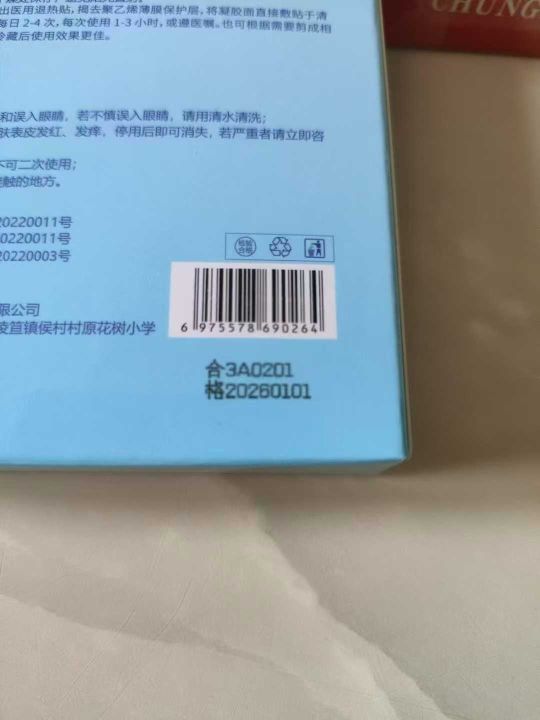 出医用退热贴，揭去聚乙烯薄膜保护层，将凝胶面直接敷贴于清
每日2-4次，每次使用1-3小时，或遵医嘱。也可根据需要剪成相
冷藏后使用效果更佳。
CHUNG
和误入眼睛，若不慎误入眼睛，请用清水清洗；
肤表皮发红、发痒，停用后即可消失，若严重者请立即咨
不可二次使用；
接触的地方。
20220011号
20220011号
20220003号
检验
合格
限公司
陵笪镇侯村村原花树小学
6 975578 690264
合3A0201
格20260101